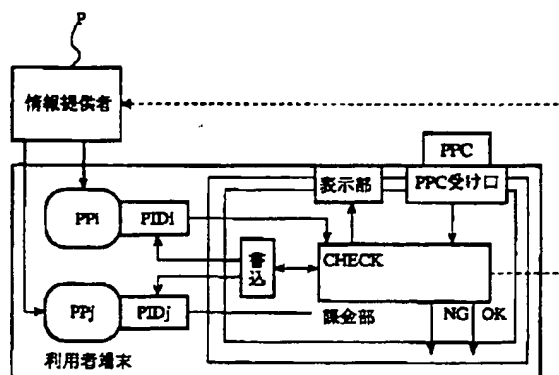 P
情報提供者
PPC
表示部
PPC受け口
PPi
PIDi
書込
CHECK
PPj
PIDj
課金部
NG
OK
利用者端末